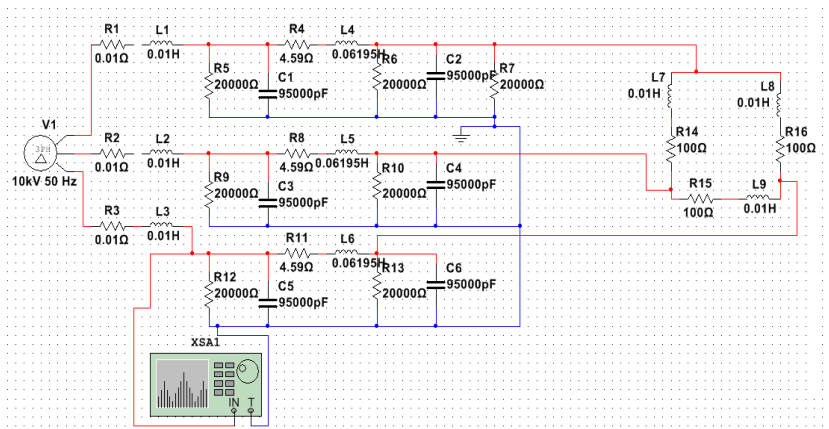 R1
L1
R4
L4
0.01Ω
0.01H
4.59Ω
0.06195H
R5
20000Ω
C1
95000pF
R6
20000Ω
C2
95000pF
R7
20000Ω
L7
0.01H
L8
0.01H
V1
3PH
10kV 50 Hz
R2
L2
R8
L5
0.01Ω
0.01H
4.59Ω
0.06195H
R14
100Ω
R16
100Ω
R9
20000Ω
C3
95000pF
R10
20000Ω
C4
95000pF
R15
L9
100Ω
0.01H
R3
L3
0.01Ω
0.01H
R11
L6
4.59Ω
0.06195H
R12
20000Ω
C5
95000pF
R13
20000Ω
C6
95000pF
XSA1
IN T